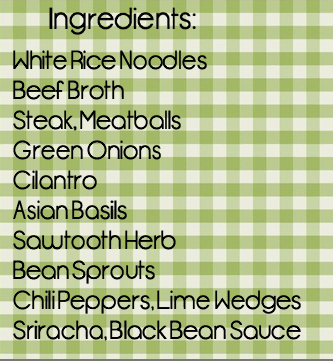 Ingredients:
White Rice Noodles
Beef Broth
Steak, Meatballs
Green Onions
Cilantro
Asian Basils
Sawtooth Herb
Bean Sprouts
Chili Peppers, Lime Wedges
Sriracha, Black Bean Sauce